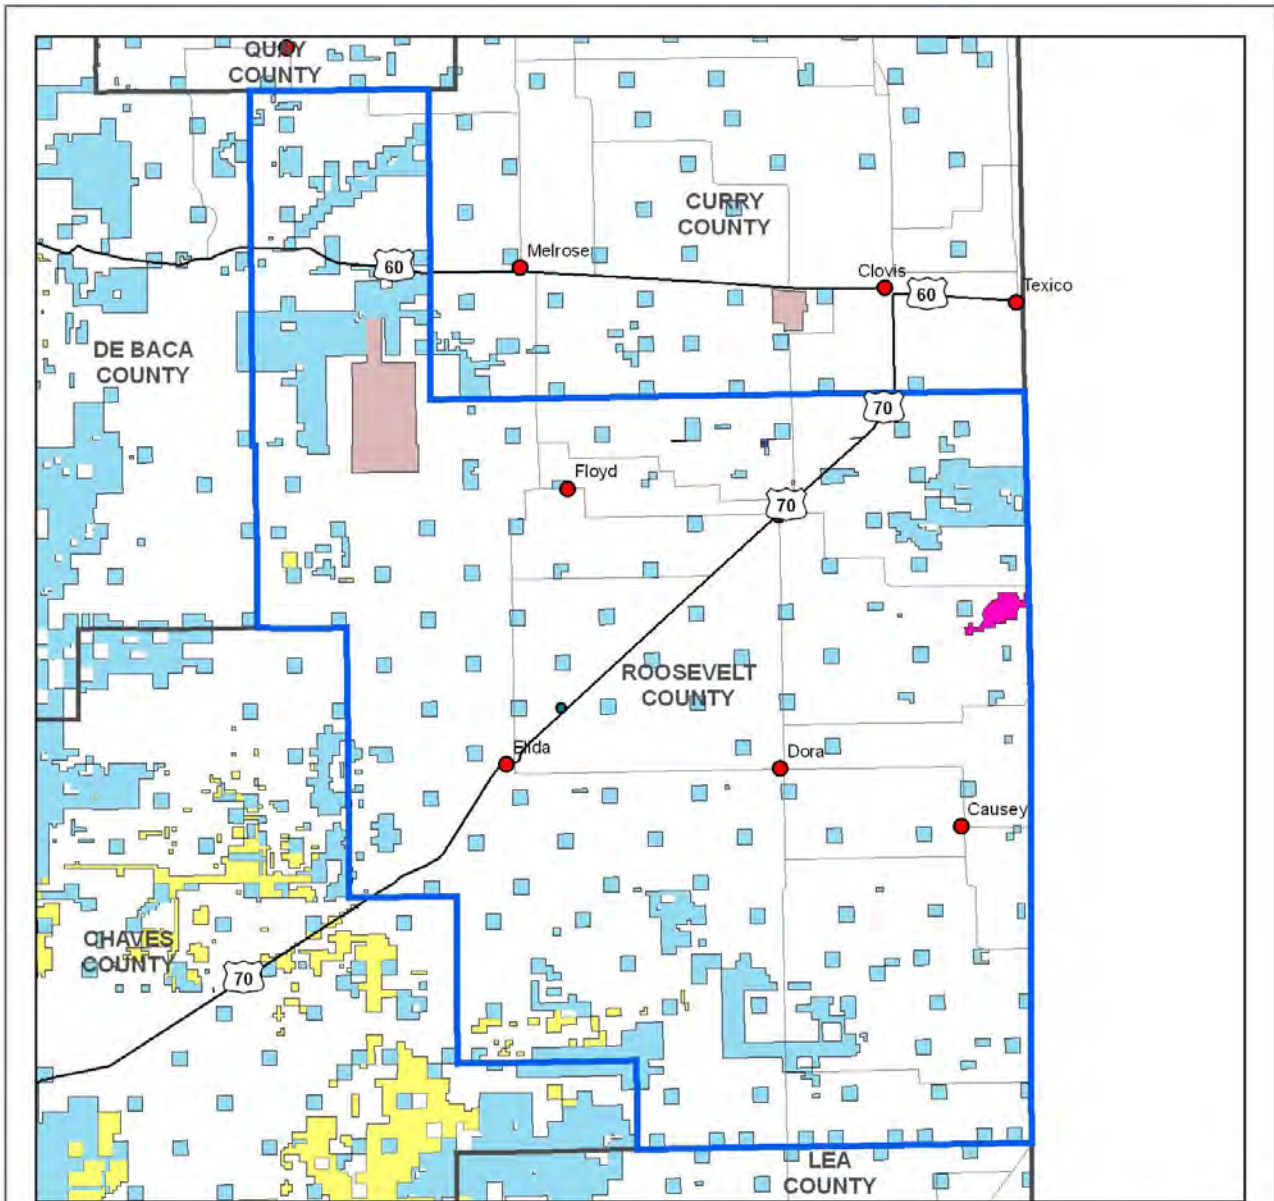 QUAY
COUNTY
CURRY
COUNTY
Melrose
60
Clovis
60
Texico
DE BACA
COUNTY
70
Floyd
70
ROOSEVELT
COUNTY
Elida
Dora
Causey
CHAVES
COUNTY
70
LEA
COUNTY